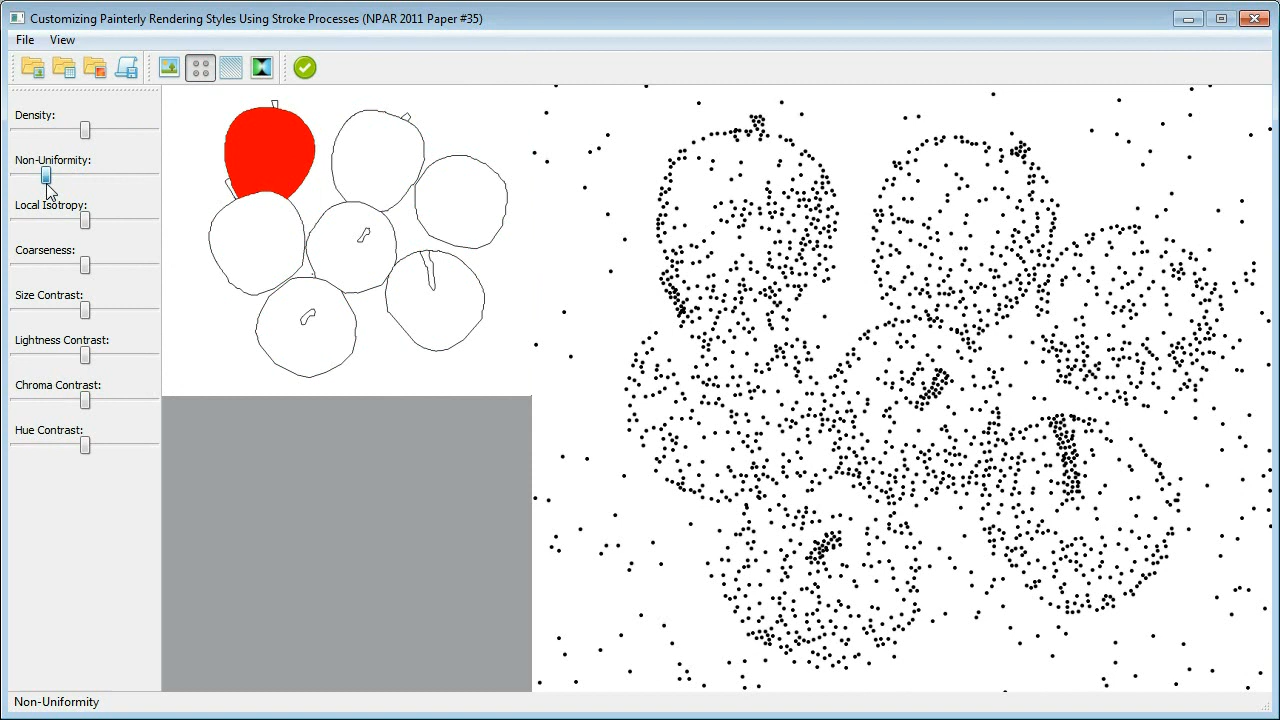 Customizing Painterly Rendering Styles Using Stroke Processes (NPAR 2011 Paper #35)
File View
Density:
Non-Uniformity:
Local Isotropy:
Coarseness:
Size Contrast:
Lightness Contrast:
Chroma Contrast:
Hue Contrast:
Non-Uniformity